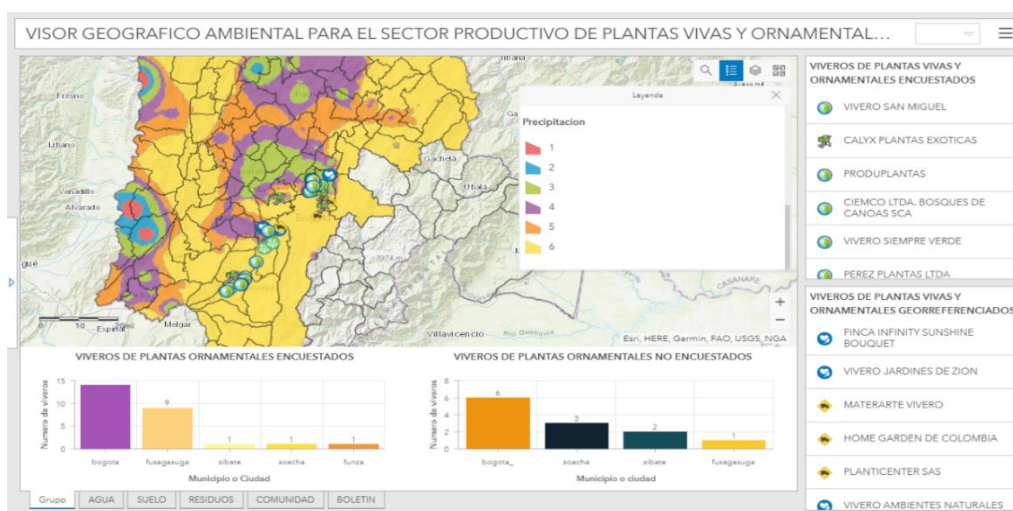 VISOR GEOGRAFICO AMBIENTAL PARA EL SECTOR PRODUCTIVO DE PLANTAS VIVAS Y ORNAMENTAL...
Fresno
Libano
Venadillo
Alvarado
gué
Espinal
Melgar
Bogotá
Gachetá
Ubalá
Villavicencio
Rio Guatiquía
CASANARE
0 10 20mi
Leyenda
Precipitacion
1
2
3
4
5
6
+
−
Esri, HERE, Garmin, FAO, USGS, NGA
VIVEROS DE PLANTAS VIVAS Y
ORNAMENTALES ENCUESTADOS
VIVERO SAN MIGUEL
CALYX PLANTAS EXOTICAS
PRODUPLANTAS
CIEMCO LTDA. BOSQUES DE
CANOAS SCA
VIVERO SIEMPRE VERDE
PEREZ PLANTAS LTDA
VIVEROS DE PLANTAS VIVAS Y
ORNAMENTALES GEORREFERENCIADOS
FINCA INFINITY SUNSHINE
BOUQUET
VIVERO JARDINES DE ZION
MATERARTE VIVERO
HOME GARDEN DE COLOMBIA
PLANTICENTER SAS
VIVERO AMBIENTES NATURALES
VIVEROS DE PLANTAS ORNAMENTALES ENCUESTADOS
Numero de viveros
15
10
5
0
9
1
1
1
bogota fusagasuga sibate soacha funza
Municipio o Ciudad
VIVEROS DE PLANTAS ORNAMENTALES NO ENCUESTADOS
Numero de viveros
8
6
4
2
0
6
3
2
1
bogota_ soacha sibate fusagasuga
Municipio o ciudad
Grupo AGUA SUELO RESIDUOS COMUNIDAD BOLETIN